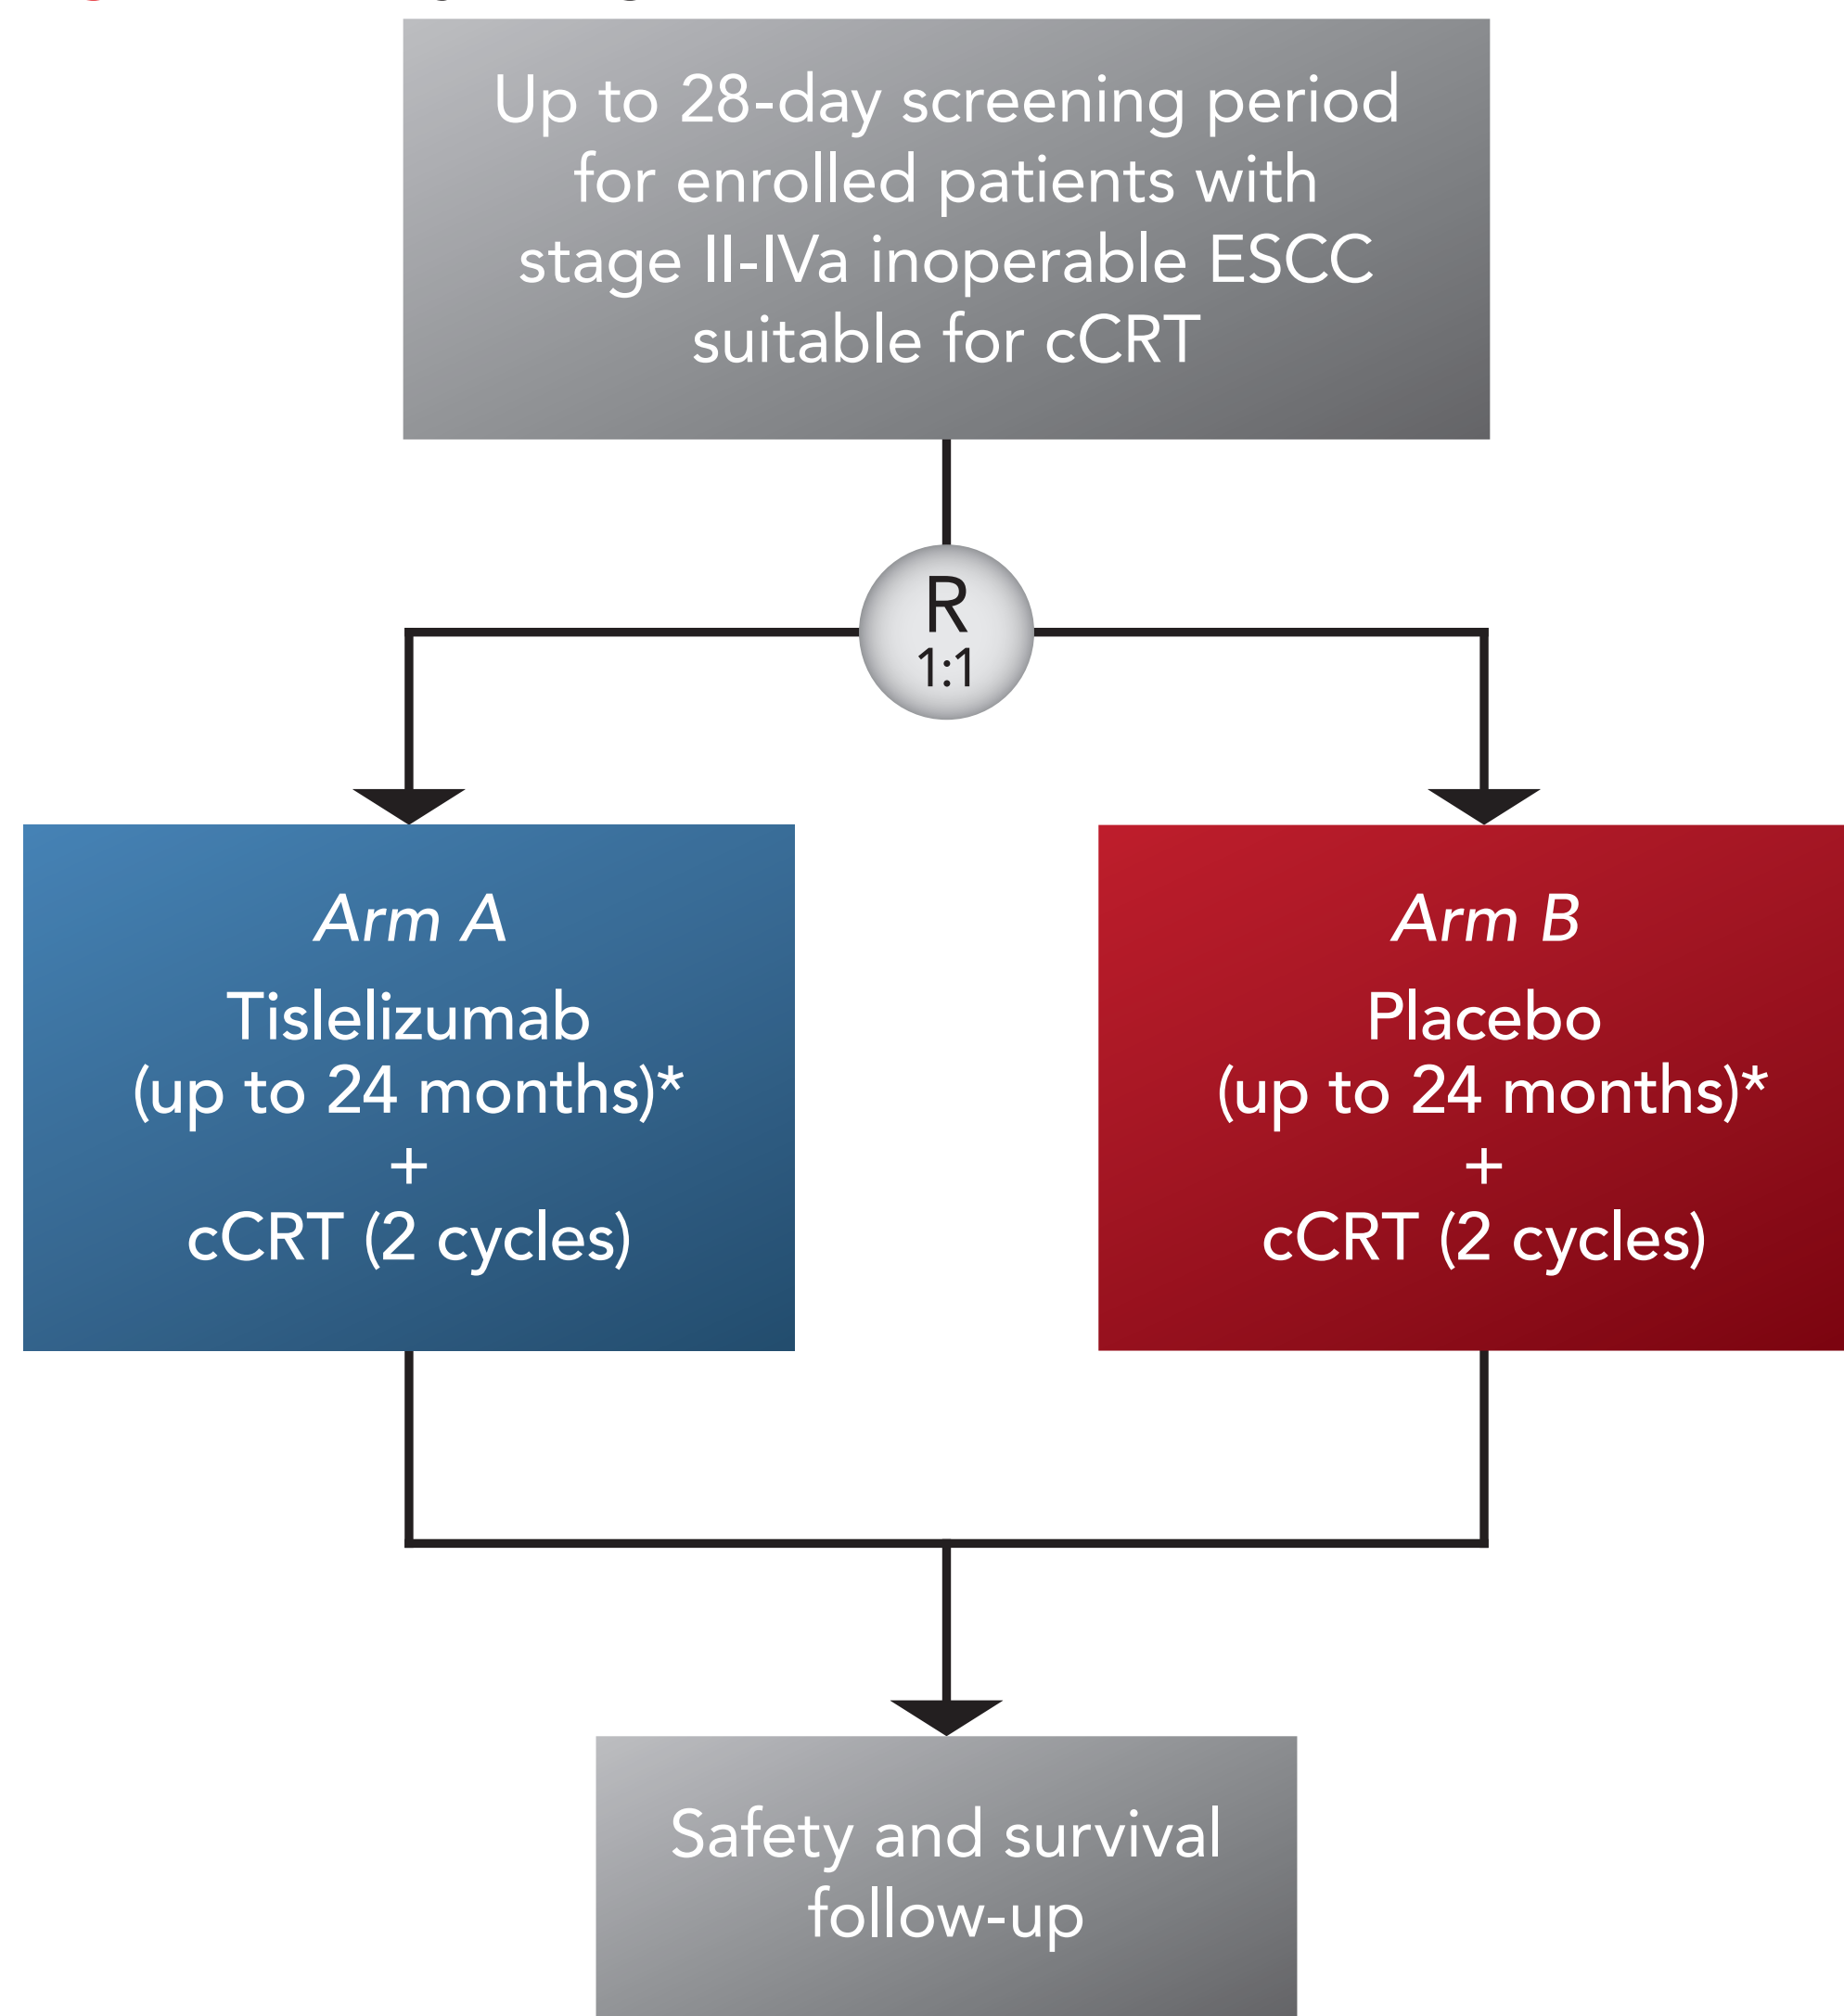 Up to 28-day screening period
for enrolled patients with
stage II-IVa inoperable ESCC
suitable for cCRT
R
1:1
Arm A
Tislelizumab
(up to 24 months)*
+
cCRT (2 cycles)
Arm B
Placebo
(up to 24 months)*
+
cCRT (2 cycles)
Safety and survival
follow-up